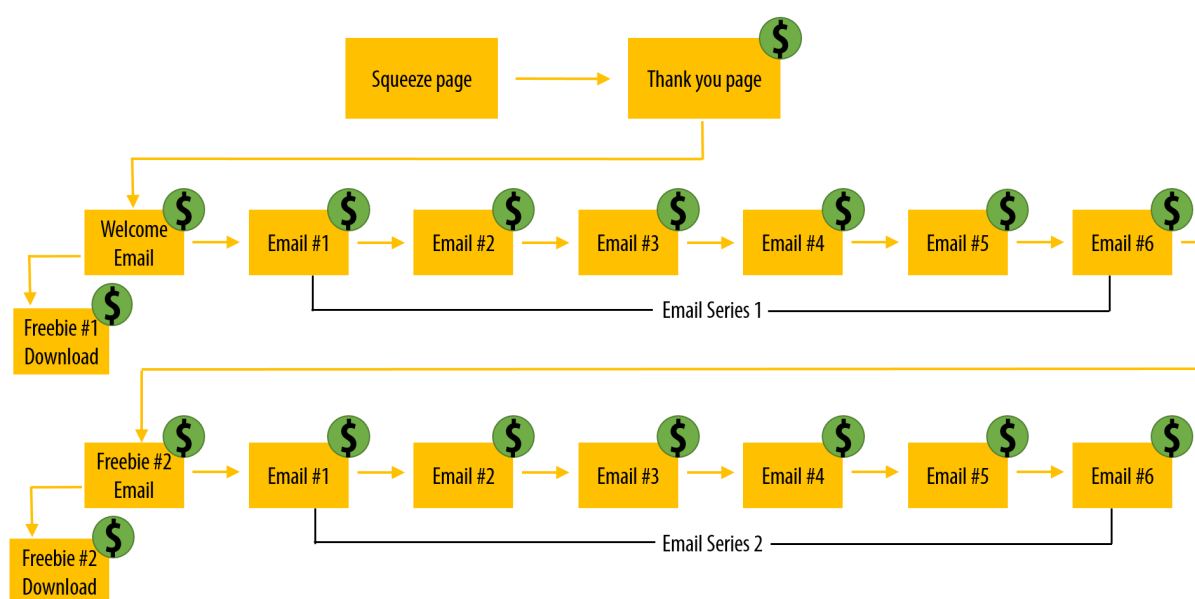 Squeeze page
Thank you page
$
Welcome
Email
$
Email #1
$
Email #2
$
Email #3
$
Email #4
$
Email #5
$
Email #6
$
Freebie #1
Download
$
Email Series 1
Freebie #2
Email
$
Email #1
$
Email #2
$
Email #3
$
Email #4
$
Email #5
$
Email #6
$
Freebie #2
Download
$
Email Series 2